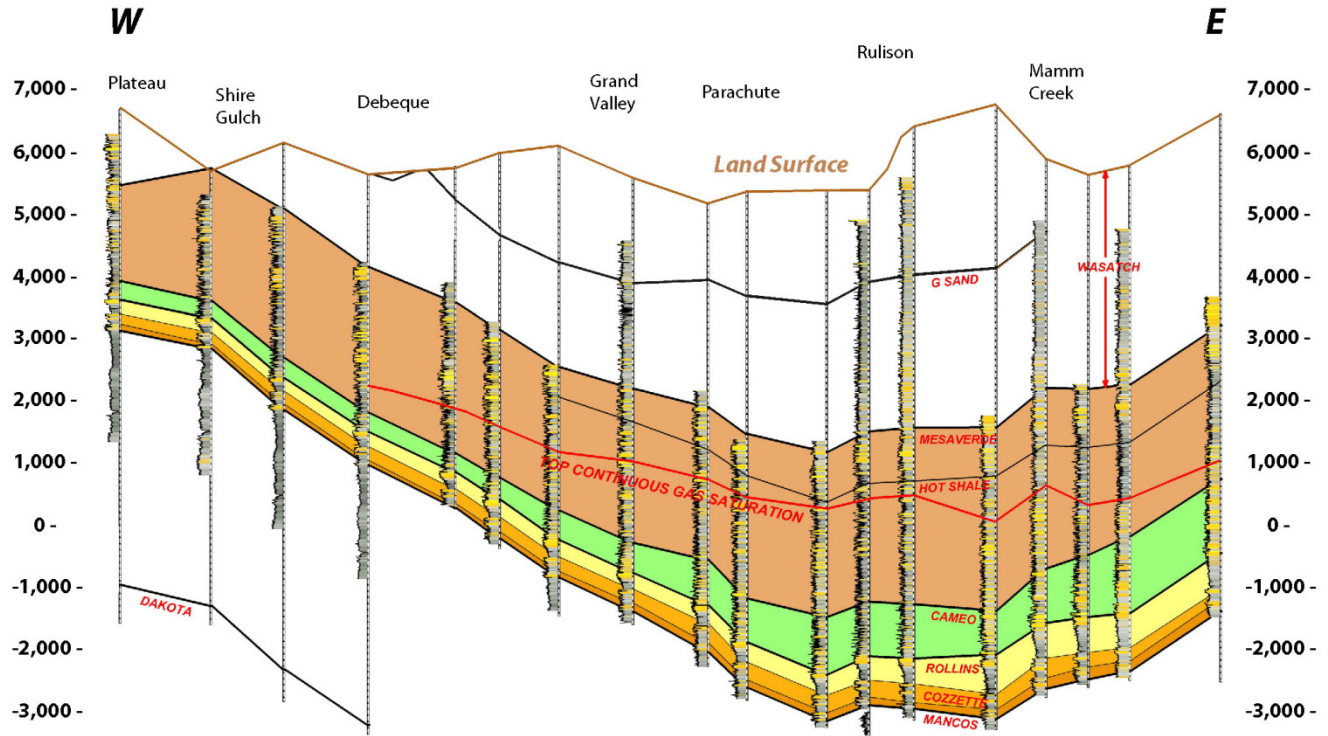 W
E
Rulison
Plateau
Shire
Gulch
Debeque
Grand
Valley
Parachute
Mamm
Creek
7,000 -
7,000 -
6,000 -
Land Surface
6,000 -
5,000 -
5,000 -
4,000 -
G SAND
WASATCH
4,000 -
3,000 -
3,000 -
2,000 -
2,000 -
MESAVERDE
1,000 -
TOP CONTINUOUS GAS SATURATION
HOT SHALE
1,000 -
0 -
0 -
-1,000 -
DAKOTA
CAMEO
-1,000 -
-2,000 -
ROLLINS
-2,000 -
COZZETTE
-3,000 -
MANCOS
-3,000 -